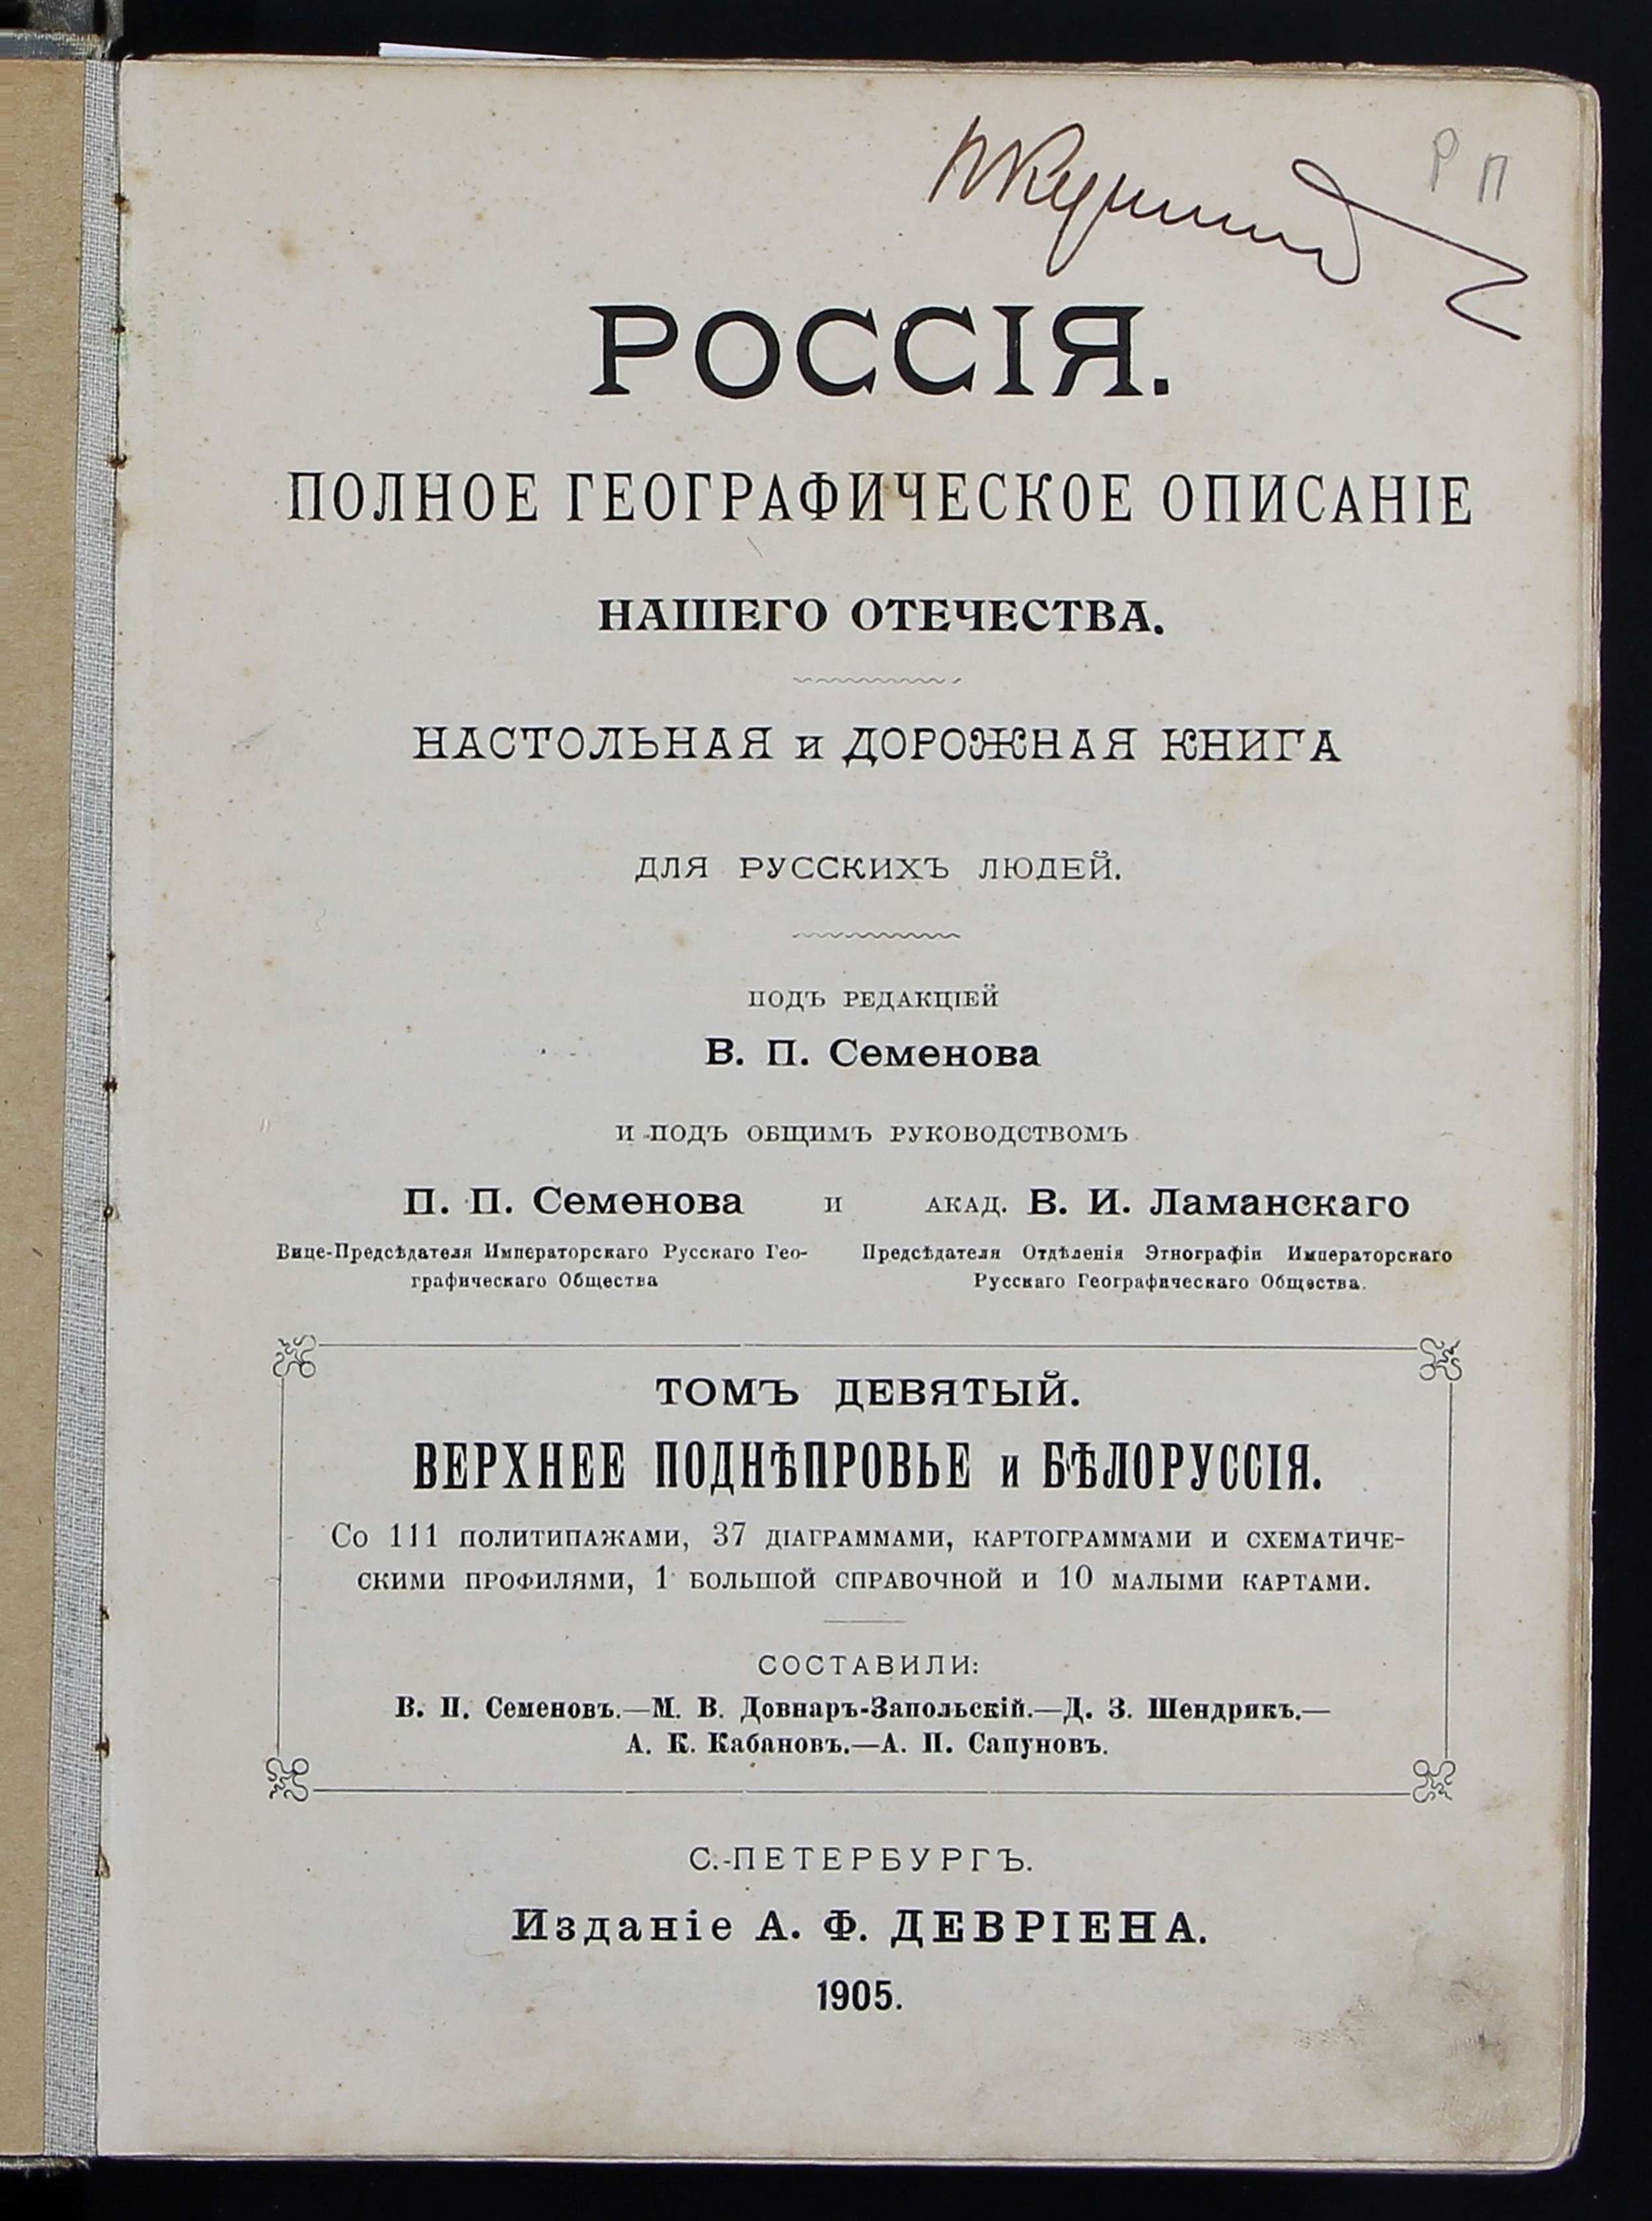 Р П
РОССІЯ.
ПОЛНОЕ ГЕОГРАФИЧЕСКОЕ ОПИСАНІЕ
НАШЕГО ОТЕЧЕСТВА.
НАСТОЛЬНАЯ и ДОРОЖНАЯ КНИГА
ДЛЯ РУССКИХЪ ЛЮДЕЙ.
ПОДЪ РЕДАКЦІЕЙ
В. П. Семенова
И ПОДЪ ОБЩИМЪ РУКОВОДСТВОМЪ
П. П. Семенова и АКАД. В. И. Ламанскаго
Вице-Предсѣдателя Императорскаго Русскаго Гео- Предсѣдателя Отдѣленія Этнографіи Императорскаго
графическаго Общества Русскаго Географическаго Общества.
ТОМЪ ДЕВЯТЫЙ.
ВЕРХНЕЕ ПОДНѢПРОВЬЕ и БѢЛОРУССІЯ.
Со 111 ПОЛИТИПАЖАМИ, 37 ДІАГРАММАМИ, КАРТОГРАММАМИ И СХЕМАТИЧЕ-
СКИМИ ПРОФИЛЯМИ, 1 БОЛЬШОЙ СПРАВОЧНОЙ И 10 МАЛЫМИ КАРТАМИ.
СОСТАВИЛИ:
В. П. Семеновъ.—М. В. Довнаръ-Запольскій.—Д. З. Шендрикъ.—
А. К. Кабановъ.—А. П. Сапуновъ.
С.-ПЕТЕРБУРГЪ.
Изданіе А. Ф. ДЕВРІЕНА.
1905.